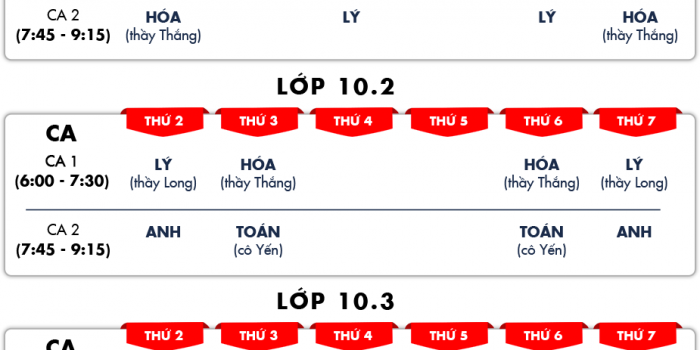 CA 2 HÓA LÝ LÝ HÓA
(7:45 - 9:15) (thầy Thắng) (thầy Thắng)
LỚP 10.2
THỨ 2 THỨ 3 THỨ 4 THỨ 5 THỨ 6 THỨ 7
CA
CA 1 LÝ HÓA HÓA LÝ
(6:00 - 7:30) (thầy Long) (thầy Thắng) (thầy Thắng) (thầy Long)
CA 2 ANH TOÁN TOÁN ANH
(7:45 - 9:15) (cô Yến) (cô Yến)
LỚP 10.3
THỨ 2 THỨ 3 THỨ 4 THỨ 5 THỨ 6 THỨ 7
CA